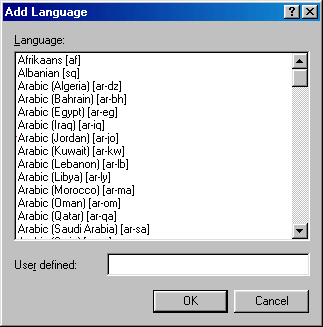 Add Language
Language:
Afrikaans [af]
Albanian [sq]
Arabic (Algeria) [ar-dz]
Arabic (Bahrain) [ar-bh]
Arabic (Egypt) [ar-eg]
Arabic (Iraq) [ar-iq]
Arabic (Jordan) [ar-jo]
Arabic (Kuwait) [ar-kw]
Arabic (Lebanon) [ar-lb]
Arabic (Libya) [ar-ly]
Arabic (Morocco) [ar-ma]
Arabic (Oman) [ar-om]
Arabic (Qatar) [ar-qa]
Arabic (Saudi Arabia) [ar-sa]
User defined:
OK Cancel